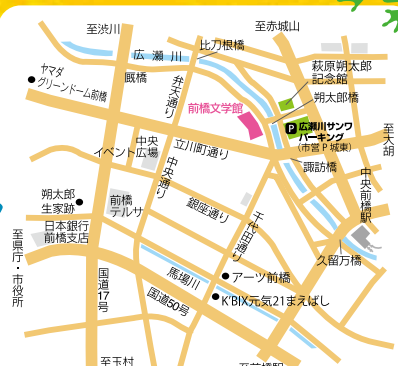 至渋川
至赤城山
広瀬川
比刀根橋
厩橋
ヤマダ
グリーンドーム前橋
弁天通り
萩原朔太郎
記念館
朔太郎橋
前橋文学館
P 広瀬川サンワ
パーキング
(市営P城東)
至大胡
中央
イベント広場
立川町通り
諏訪橋
中央通り
中央前橋駅
朔太郎
生家跡
前橋
テルサ
銀座通り
千代田通り
日本銀行
前橋支店
至県庁・市役所
久留万橋
国道17号
馬場川
アーツ前橋
国道50号
K'BIX元気21まえばし
至玉村
至前橋駅